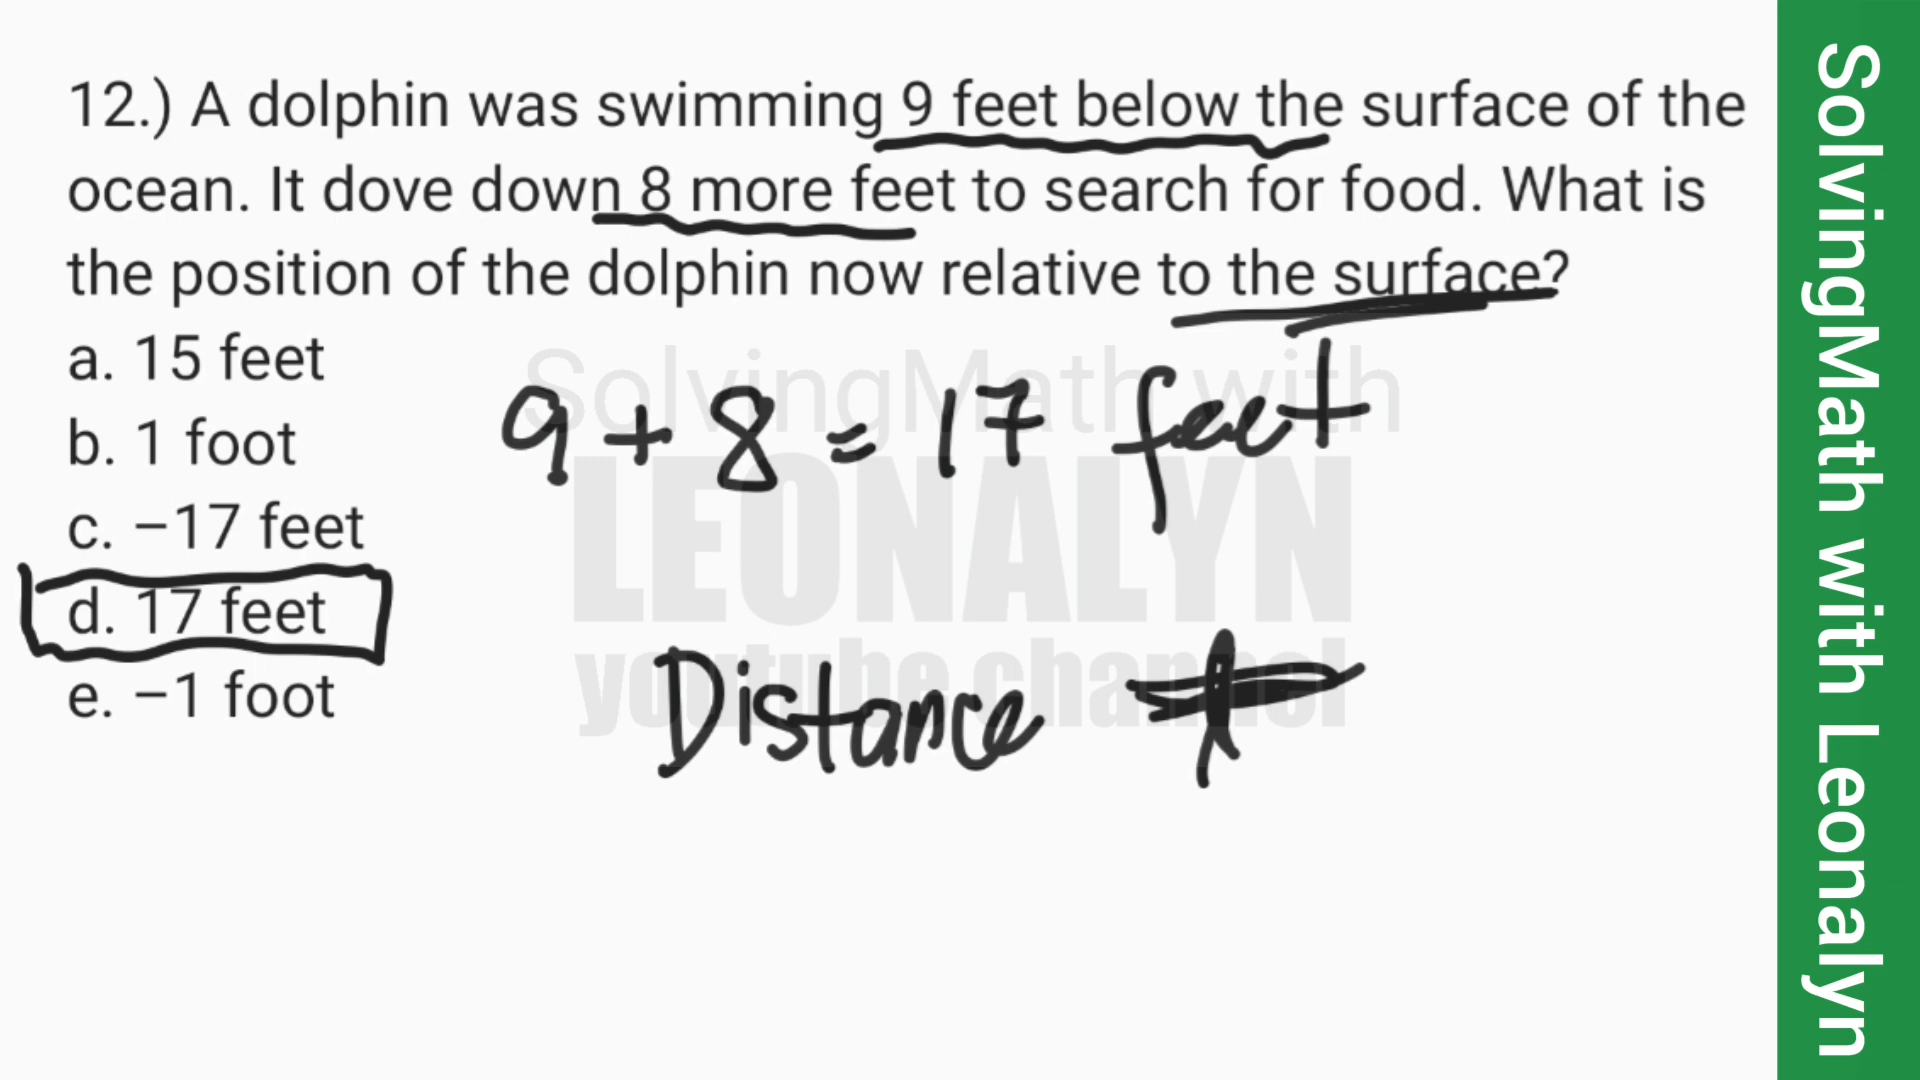 12.) A dolphin was swimming 9 feet below the surface of the
ocean. It dove down 8 more feet to search for food. What is
the position of the dolphin now relative to the surface?
a. 15 feet
b. 1 foot
c. –17 feet
d. 17 feet
e. –1 foot
9 + 8 = 17 feet
Distance +
SolvingMath with
LEONALYN
youtube channel
SolvingMath with Leonalyn